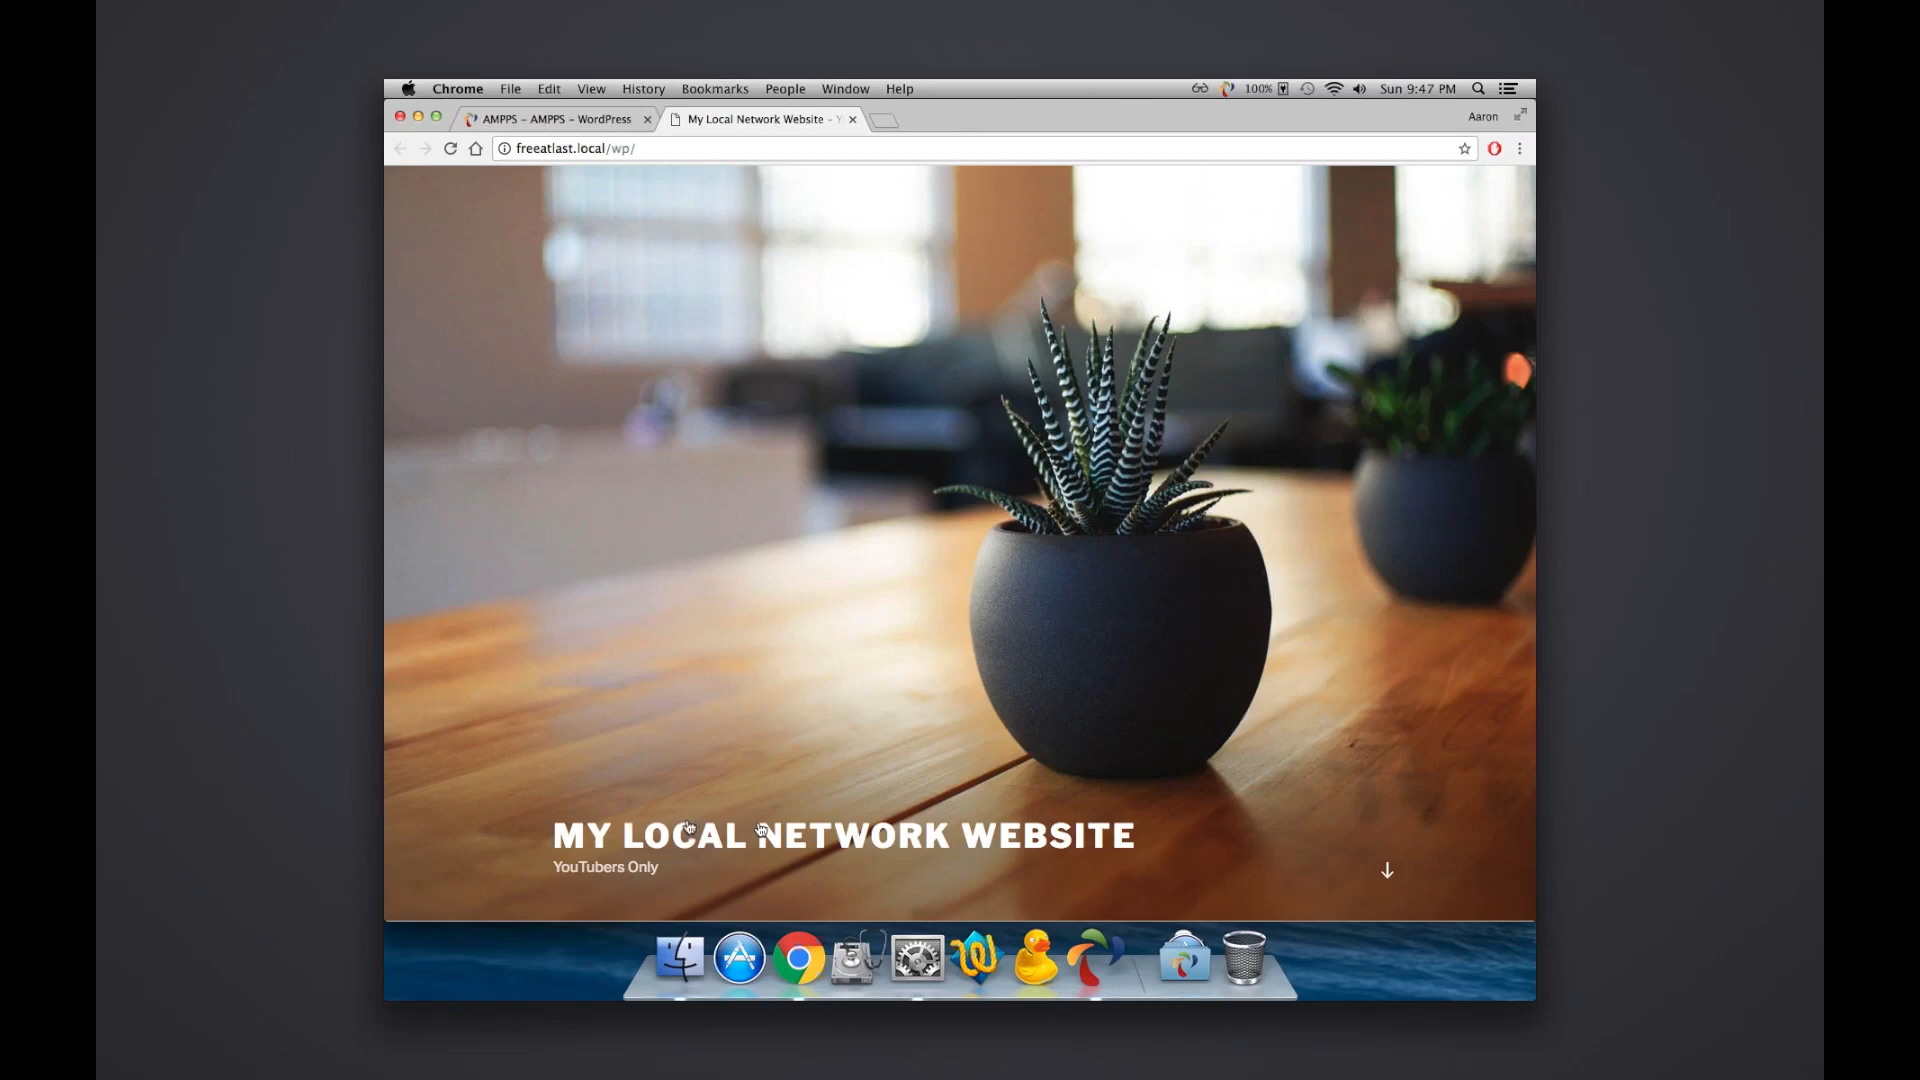 Chrome File Edit View History Bookmarks People Window Help 100% Sun 9:47 PM
AMPPS - AMPPS - WordPress My Local Network Website - Y Aaron
freeatlast.local/wp/
MY LOCAL NETWORK WEBSITE
YouTubers Only